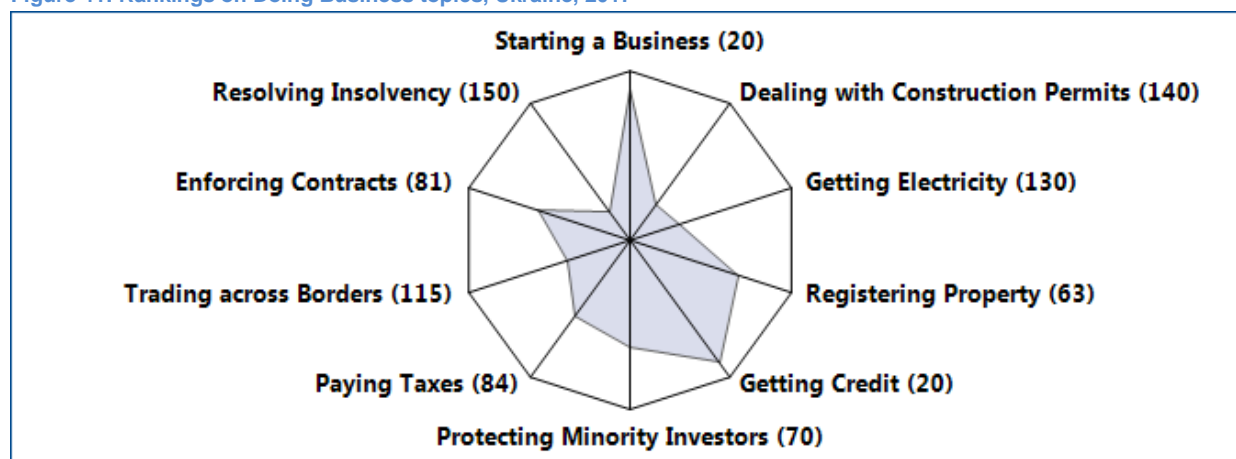 Starting a Business (20)
Resolving Insolvency (150)
Dealing with Construction Permits (140)
Enforcing Contracts (81)
Getting Electricity (130)
Trading across Borders (115)
Registering Property (63)
Paying Taxes (84)
Getting Credit (20)
Protecting Minority Investors (70)